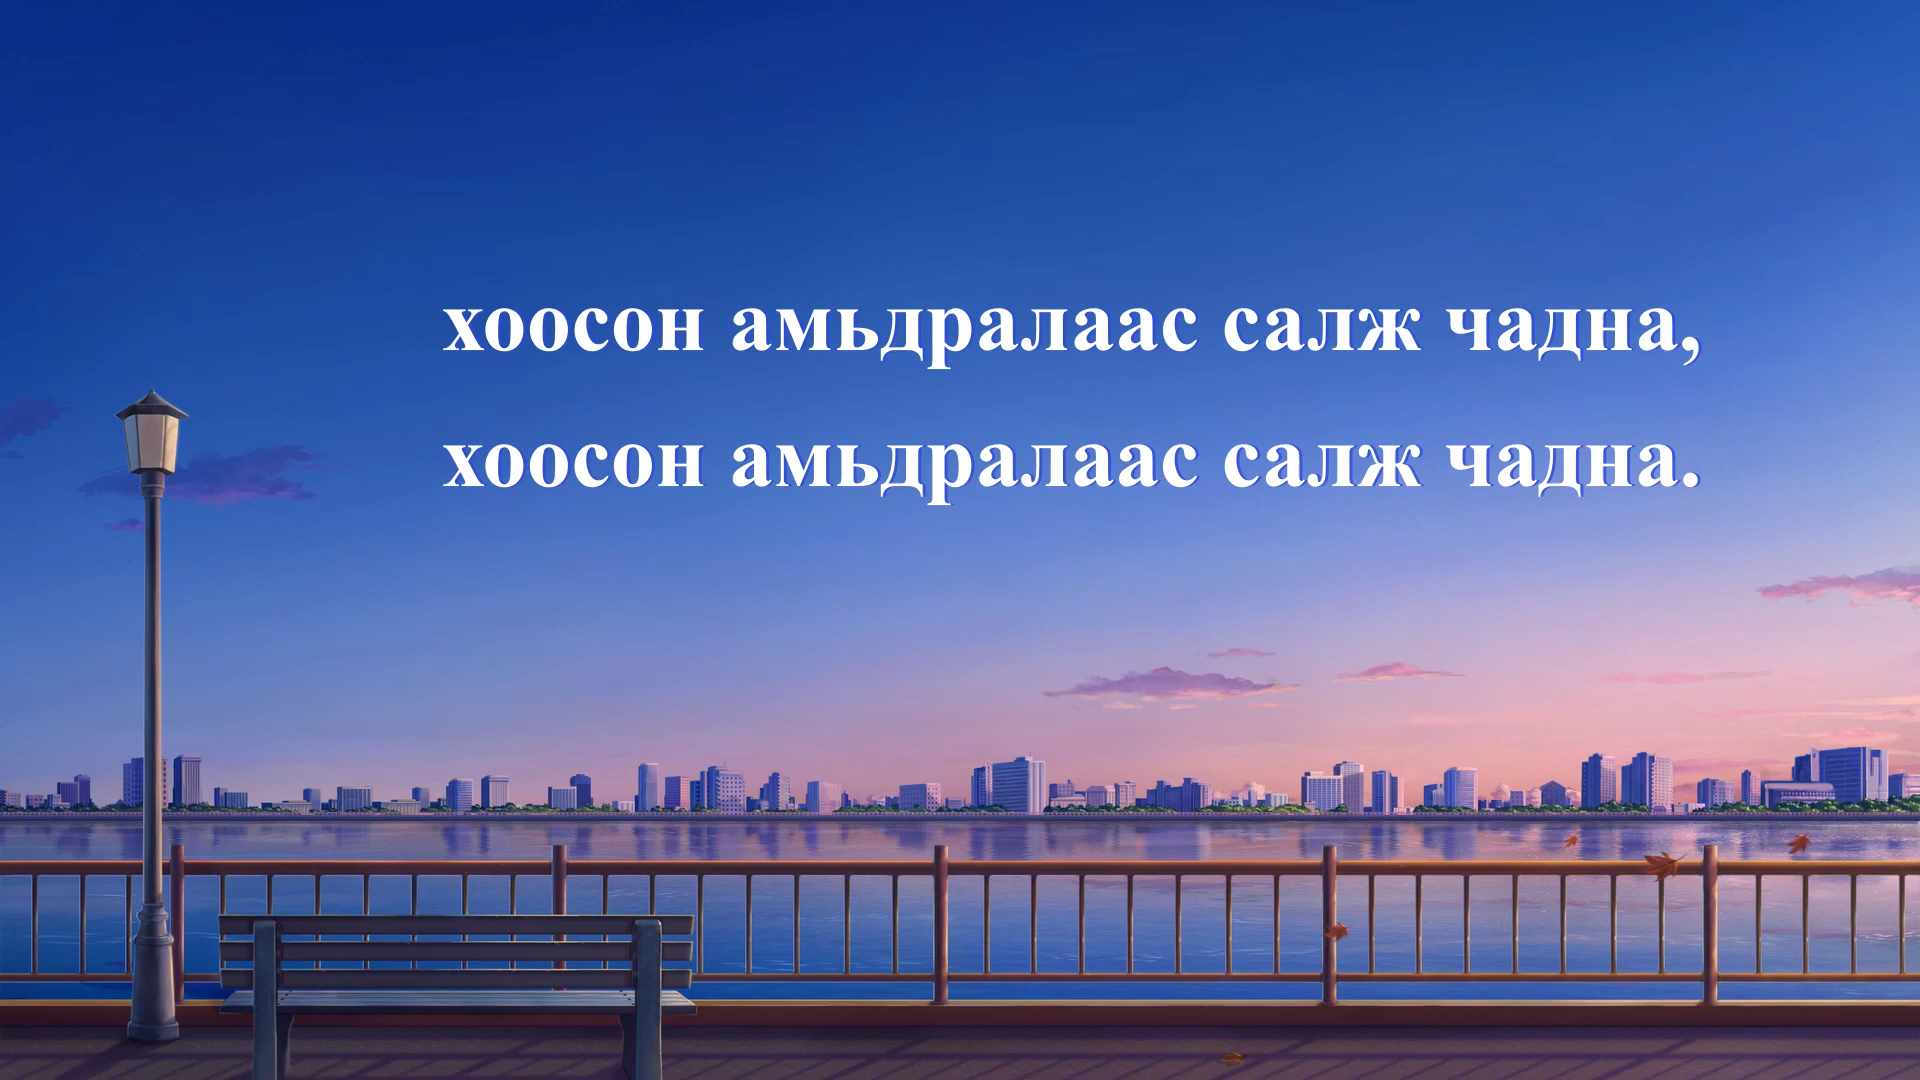 хоосон амьдралаас салж чадна,
хоосон амьдралаас салж чадна.